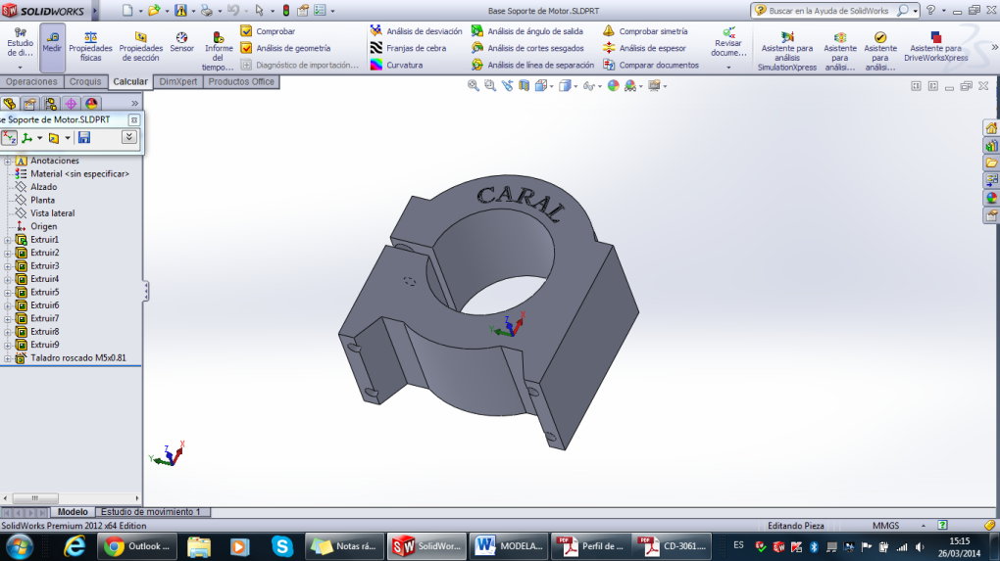 SOLIDWORKS
Base Soporte de Motor.SLDPRT
Buscar en la Ayuda de SolidWorks
Estudio de di...
Medir
Propiedades físicas
Propiedades de sección
Sensor
Informe del tiempo...
Comprobar
Análisis de geometría
Diagnóstico de importación...
Análisis de desviación
Franjas de cebra
Curvatura
Análisis de ángulo de salida
Análisis de cortes sesgados
Análisis de línea de separación
Comprobar simetría
Análisis de espesor
Comparar documentos
Revisar docume...
Asistente para análisis SimulationXpress
Asistente para análisi...
Asistente para análisi...
Asistente para DriveWorksXpress
Operaciones
Croquis
Calcular
DimXpert
Productos Office
se Soporte de Motor.SLDPRT
Anotaciones
Material <sin especificar>
Alzado
Planta
Vista lateral
Origen
Extruir1
Extruir2
Extruir3
Extruir4
Extruir5
Extruir6
Extruir7
Extruir8
Extruir9
Taladro roscado M5x0.81
CARAL
Z
X
Y
Z
X
Y
Modelo
Estudio de movimiento 1
SolidWorks Premium 2012 x64 Edition
Editando Pieza
MMGS
Outlook ...
Notas rá...
SolidWor...
MODELA...
Perfil de ...
CD-3061...
ES
15:15
26/03/2014